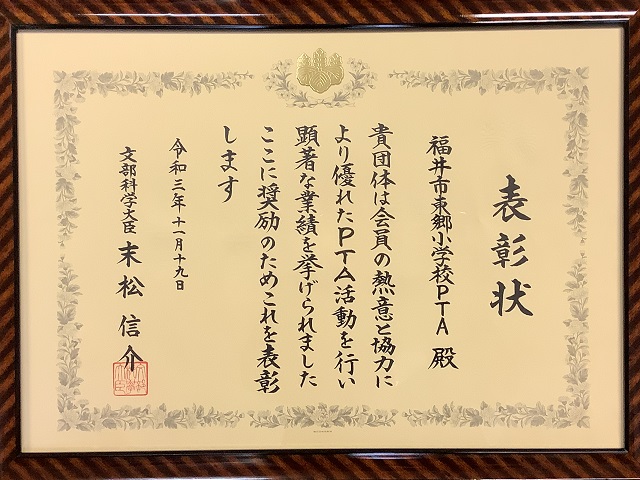 表彰状
福井市東郷小学校PTA 殿
貴団体は会員の熱意と協力に
より優れたPTA活動を行い
顕著な業績を挙げられました
ここに奨励のためこれを表彰
します
令和三年十一月十九日
文部科学大臣 末松信介